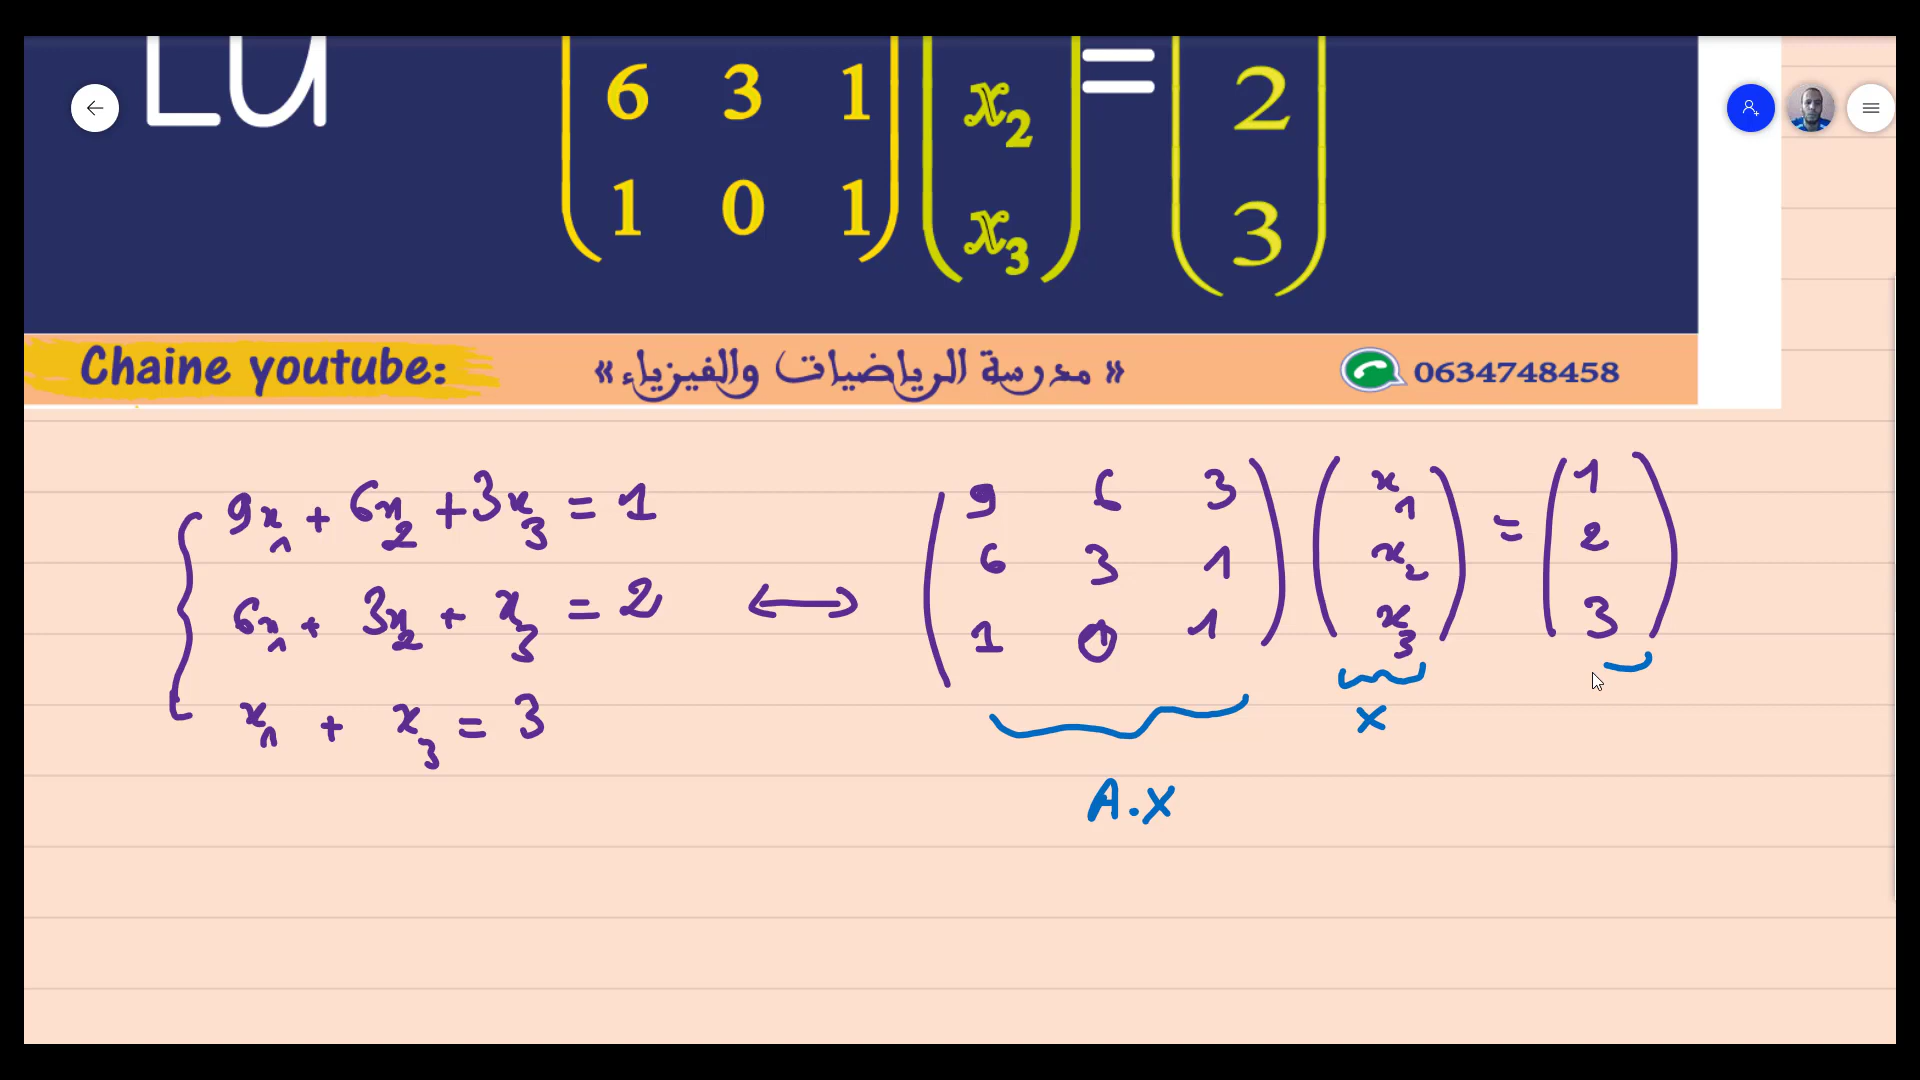 LU
6 3 1 x₂ = 2
1 0 1 x₃ 3
Chaine youtube: « مدرسة الرياضيات والفيزياء » 0634748458
9x₁ + 6x₂ + 3x₃ = 1
6x₁ + 3x₂ + x₃ = 2
x₁ + x₃ = 3
⟷
9 6 3 x₁ 1
6 3 1 x₂ = 2
1 0 1 x₃ 3
x
A.X